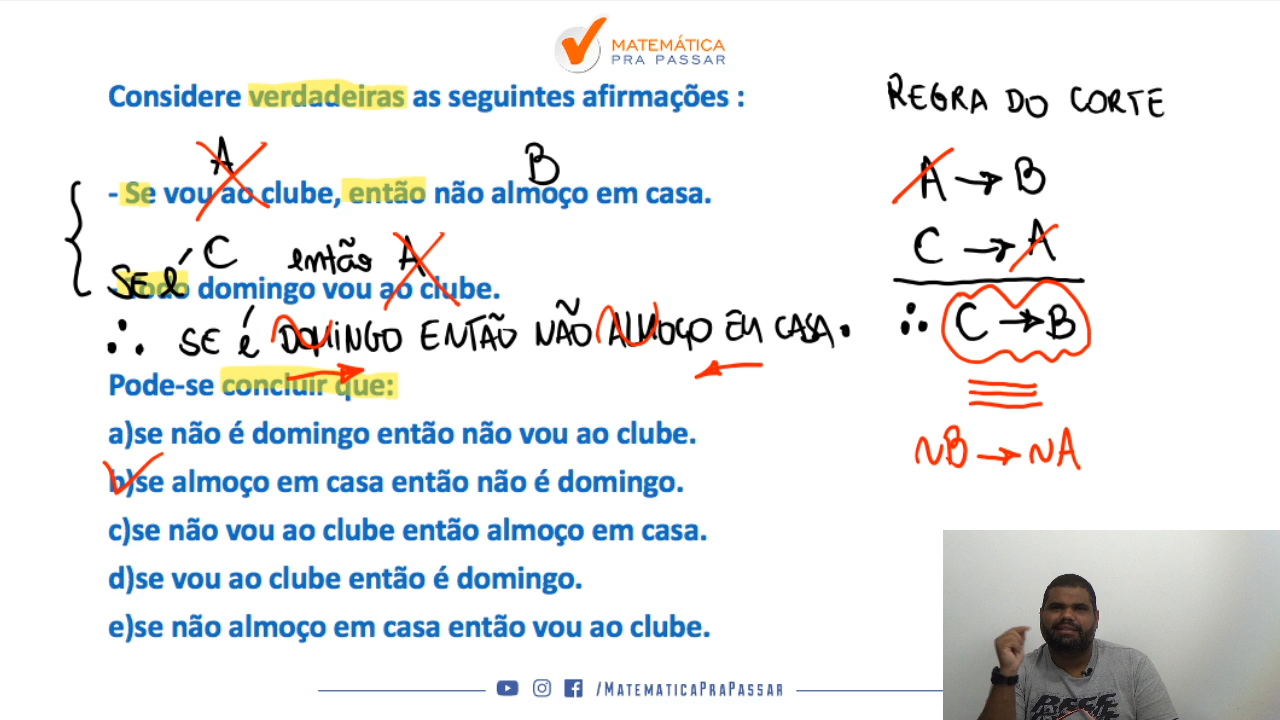 MATEMÁTICA
PRA PASSAR
Considere verdadeiras as seguintes afirmações :
REGRA DO CORTE
A
B
- Se vou ao clube, então não almoço em casa.
A → B
C então A
C → A
SE é domingo vou ao clube.
∴ SE é DOMINGO ENTÃO NÃO ALMOÇO EM CASA.
∴ C → B
Pode-se concluir que:
a)se não é domingo então não vou ao clube.
~B → ~A
b)se almoço em casa então não é domingo.
c)se não vou ao clube então almoço em casa.
d)se vou ao clube então é domingo.
e)se não almoço em casa então vou ao clube.
/MATEMATICAPRAPASSAR